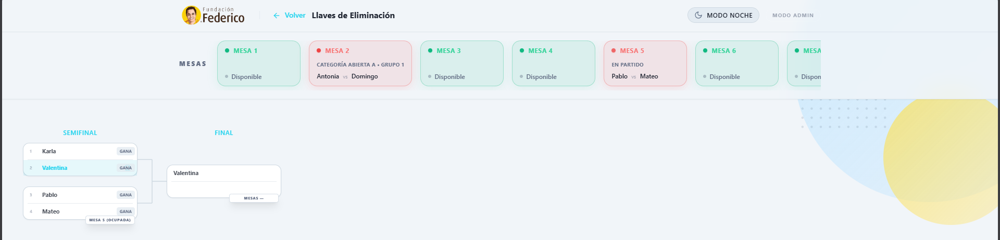 Fundación
Federico
← Volver
Llaves de Eliminación
MODO NOCHE
MODO ADMIN
MESAS
MESA 1
Disponible
MESA 2
CATEGORÍA ABIERTA A • GRUPO 1
Antonia vs Domingo
MESA 3
Disponible
MESA 4
Disponible
MESA 5
EN PARTIDO
Pablo vs Mateo
MESA 6
Disponible
MESA
Dispon
SEMIFINAL
1 Karla GANA
2 Valentina GANA
3 Pablo GANA
4 Mateo GANA
MESA 5 (OCUPADA)
FINAL
Valentina
MESAS —